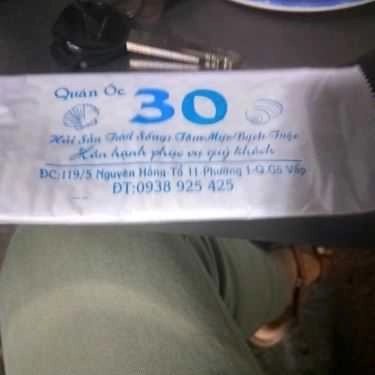 Quán Ốc 30
Hải Sản Tươi Sống: Tôm Mực Bạch Tuộc
Hân hạnh phục vụ quý khách
ĐC:119/5 Nguyên Hồng-Tổ 11-Phường 1-Q.Gò Vấp
ĐT:0938 925 425